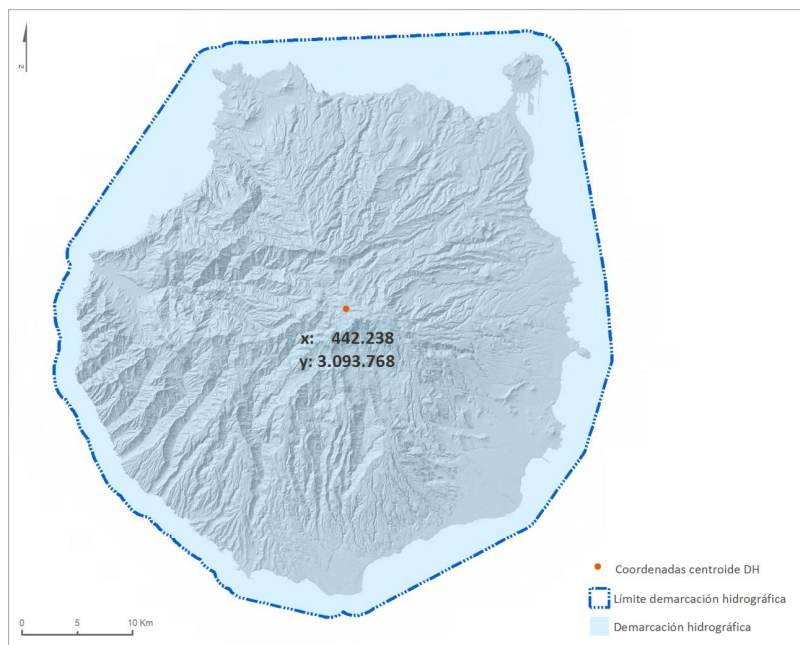 N
x: 442.238
y: 3.093.768
Coordenadas centroide DH
Límite demarcación hidrográfica
Demarcación hidrográfica
0 5 10 Km